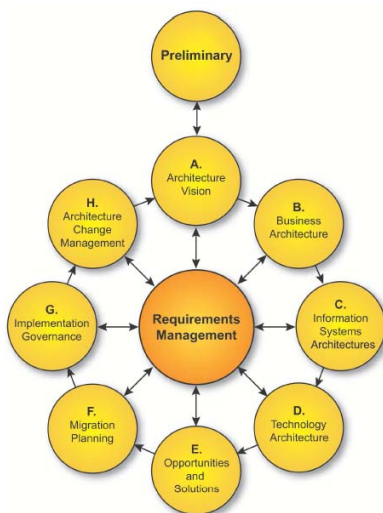 Preliminary
A.
Architecture
Vision
B.
Business
Architecture
C.
Information
Systems
Architectures
D.
Technology
Architecture
E.
Opportunities
and
Solutions
F.
Migration
Planning
G.
Implementation
Governance
H.
Architecture
Change
Management
Requirements
Management